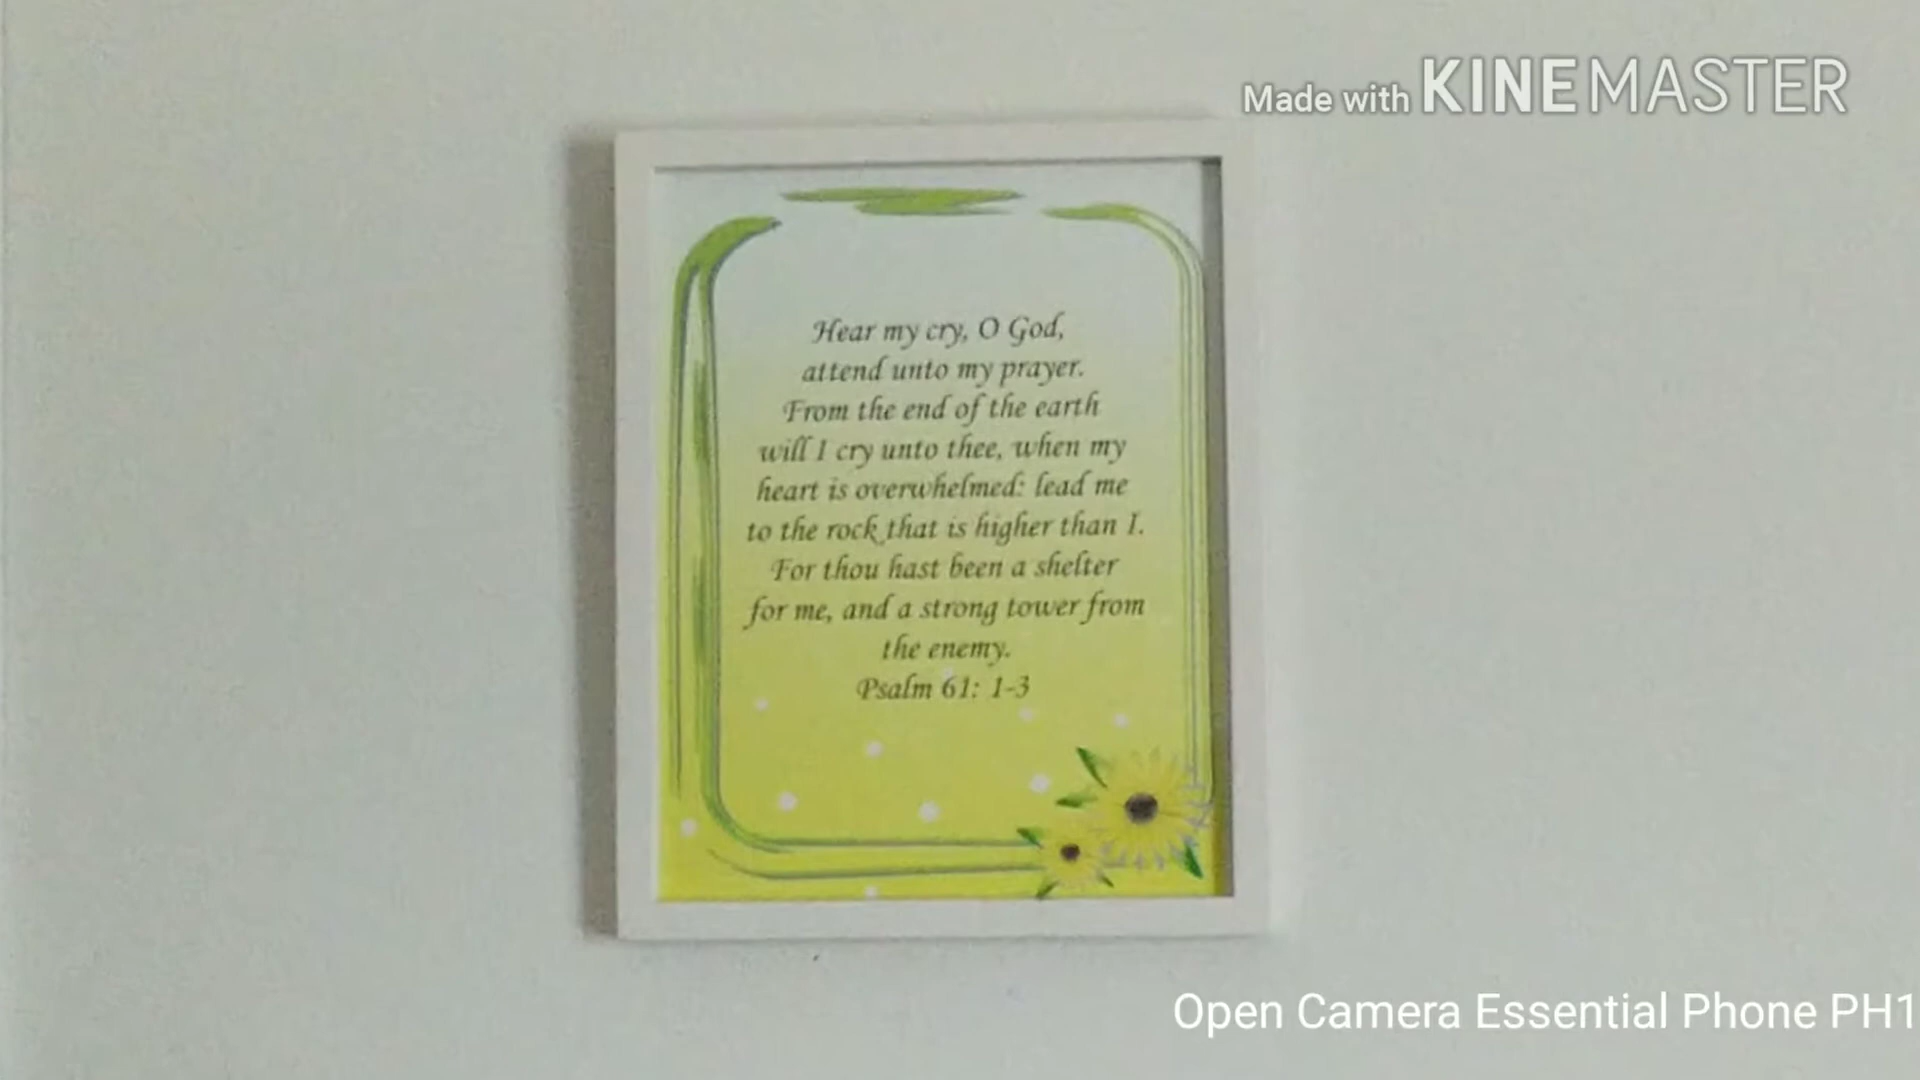 Made with KINEMASTER
Hear my cry, O God,
attend unto my prayer.
From the end of the earth
will I cry unto thee, when my
heart is overwhelmed: lead me
to the rock that is higher than I.
For thou hast been a shelter
for me, and a strong tower from
the enemy.
Psalm 61: 1-3
Open Camera Essential Phone PH1